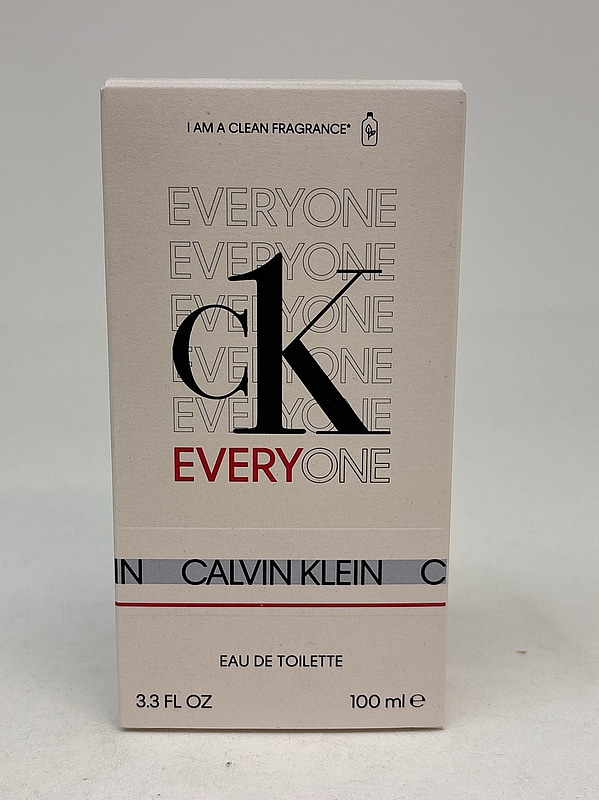 I AM A CLEAN FRAGRANCE*
EVERYONE
EVERYONE
EVERYONE
EVERYONE
EVERYONE
cK
EVERYONE
IN CALVIN KLEIN C
EAU DE TOILETTE
3.3 FL OZ 100 ml ℮